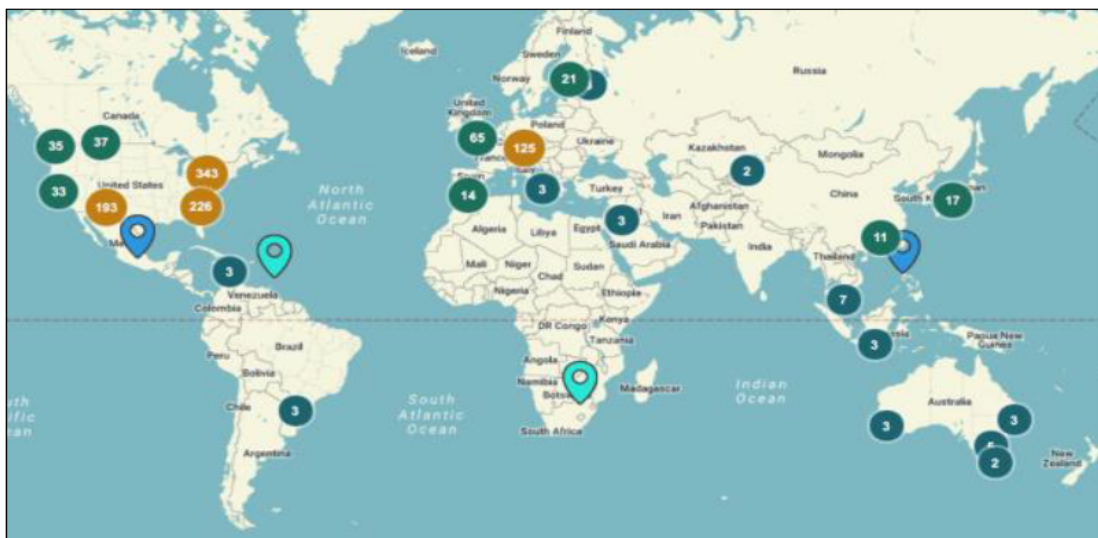 Iceland
Finland
Sweden
Norway
Russia
21
Canada
United
Kingdom
35
37
65
Poland
125
Ukraine
Kazakhstan
Mongolia
343
33
United States
North
Atlantic
Ocean
14
3
Turkey
2
China
17
193
226
3
Iran
Afghanistan
Pakistan
Algeria
Libya
Egypt
Saudi Arabia
India
11
Thailand
3
Mali
Niger
Chad
Sudan
Nigeria
Ethiopia
Venezuela
Colombia
7
Kenya
DR Congo
Tanzania
3
Papua New
Guinea
Peru
Brazil
Bolivia
Angola
Namibia
Madagascar
Indian
Ocean
Chile
3
South
Atlantic
Ocean
South Africa
Argentina
Australia
3
3
2
New
Zealand